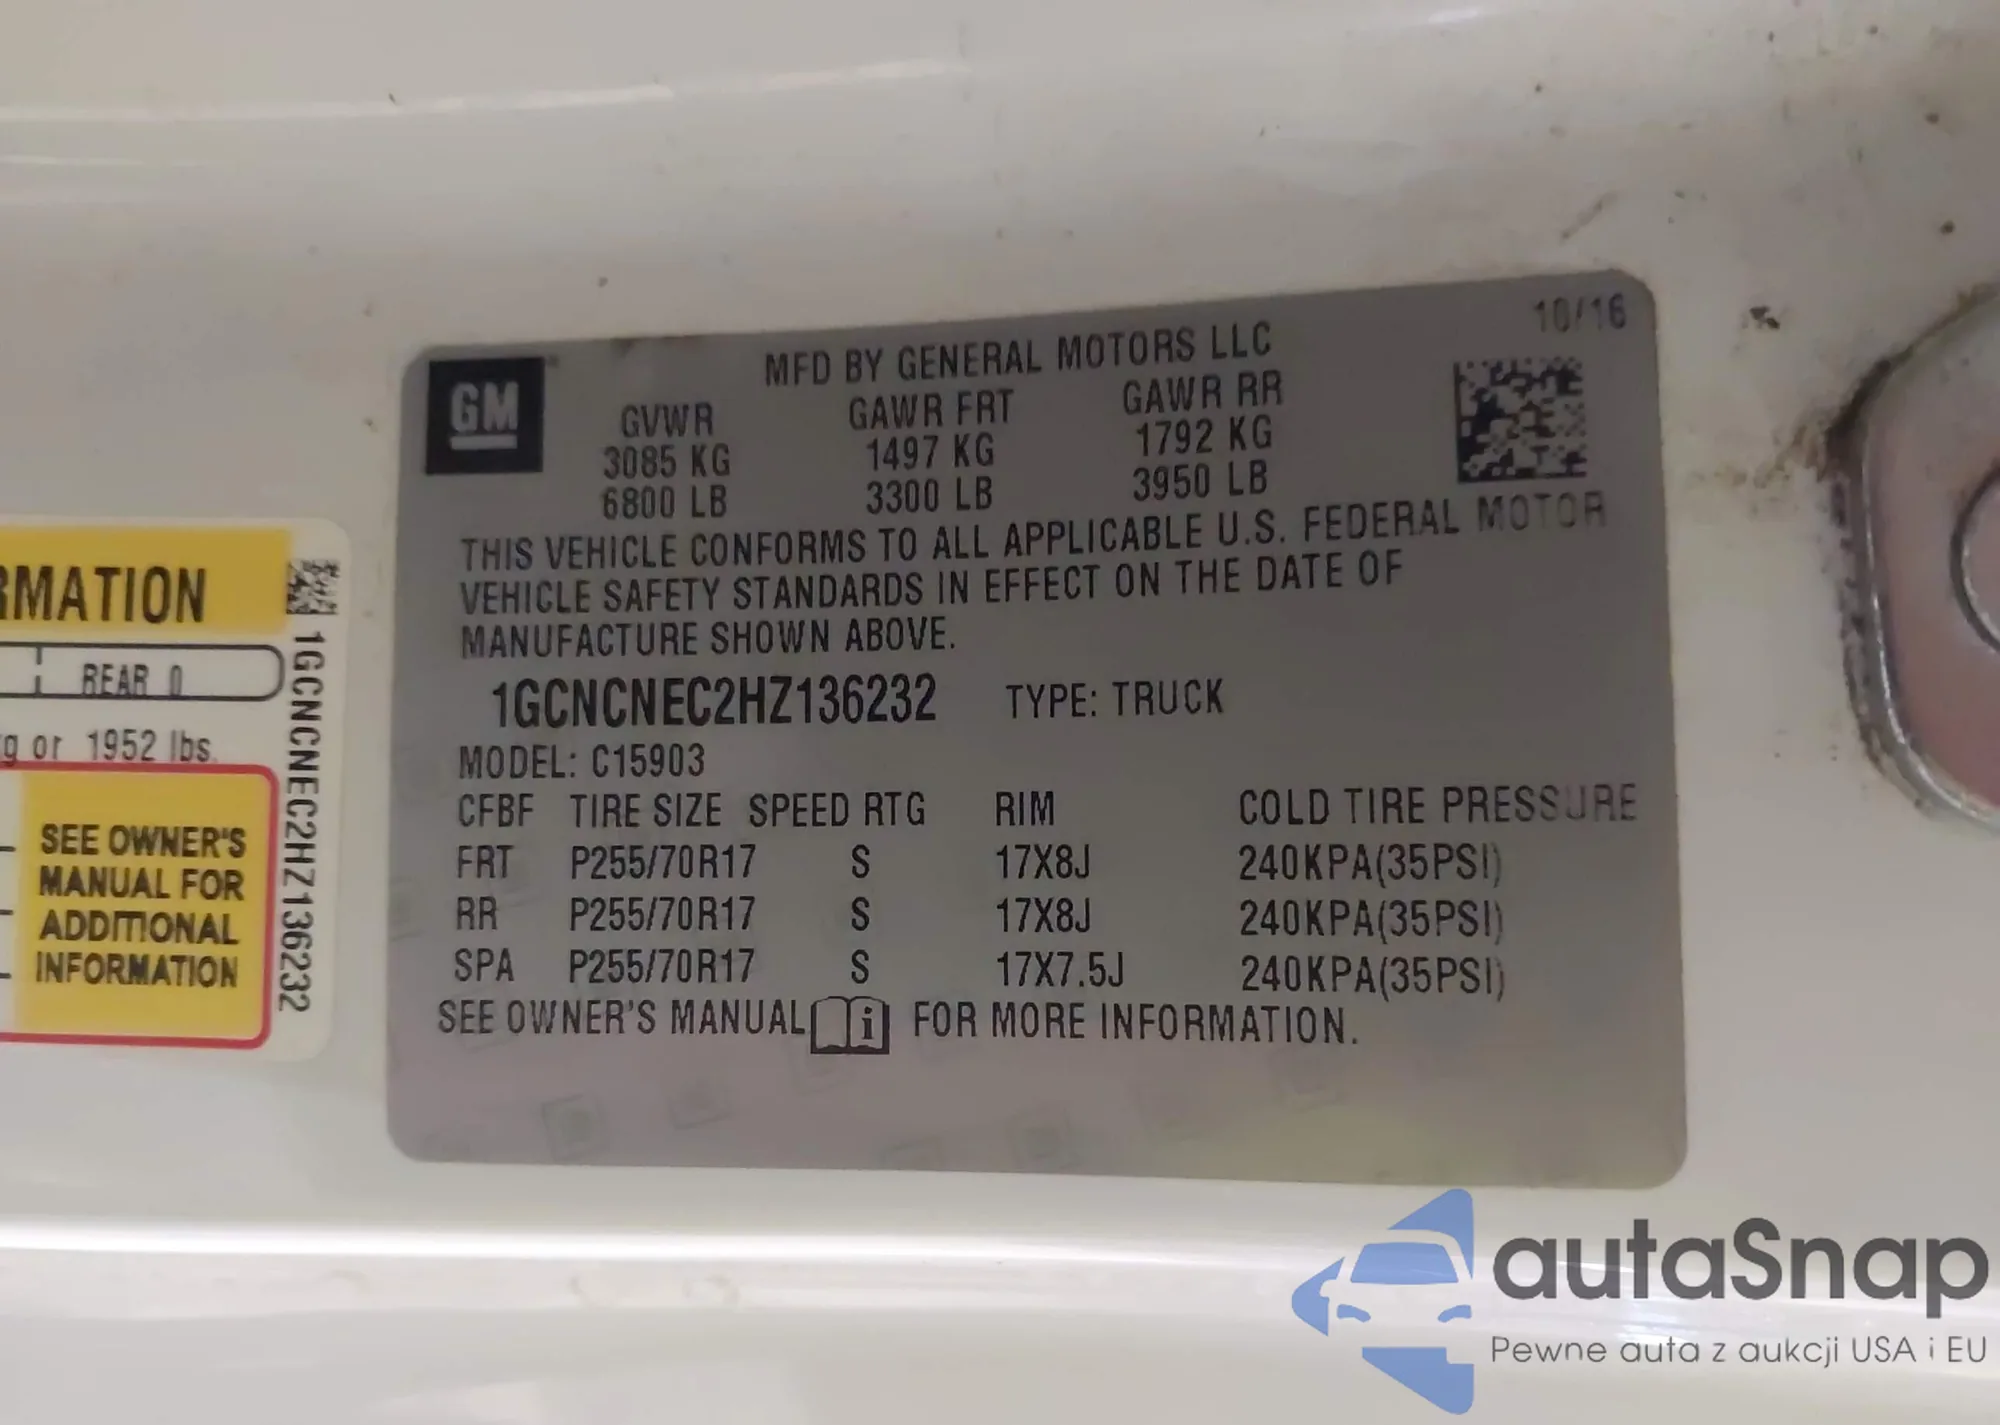 10/16
GM
MFD BY GENERAL MOTORS LLC
GVWR GAWR FRT GAWR RR
3085 KG 1497 KG 1792 KG
6800 LB 3300 LB 3950 LB
THIS VEHICLE CONFORMS TO ALL APPLICABLE U.S. FEDERAL MOTOR
VEHICLE SAFETY STANDARDS IN EFFECT ON THE DATE OF
MANUFACTURE SHOWN ABOVE.
1GCNCNEC2HZ136232 TYPE: TRUCK
MODEL: C15903
CFBF TIRE SIZE SPEED RTG RIM COLD TIRE PRESSURE
FRT P255/70R17 S 17X8J 240KPA(35PSI)
RR P255/70R17 S 17X8J 240KPA(35PSI)
SPA P255/70R17 S 17X7.5J 240KPA(35PSI)
SEE OWNER'S MANUAL i FOR MORE INFORMATION.
RMATION
REAR 0
g or 1952 lbs.
SEE OWNER'S
MANUAL FOR
ADDITIONAL
INFORMATION
1GCNCNEC2HZ136232
autaSnap
Pewne auta z aukcji USA i EU